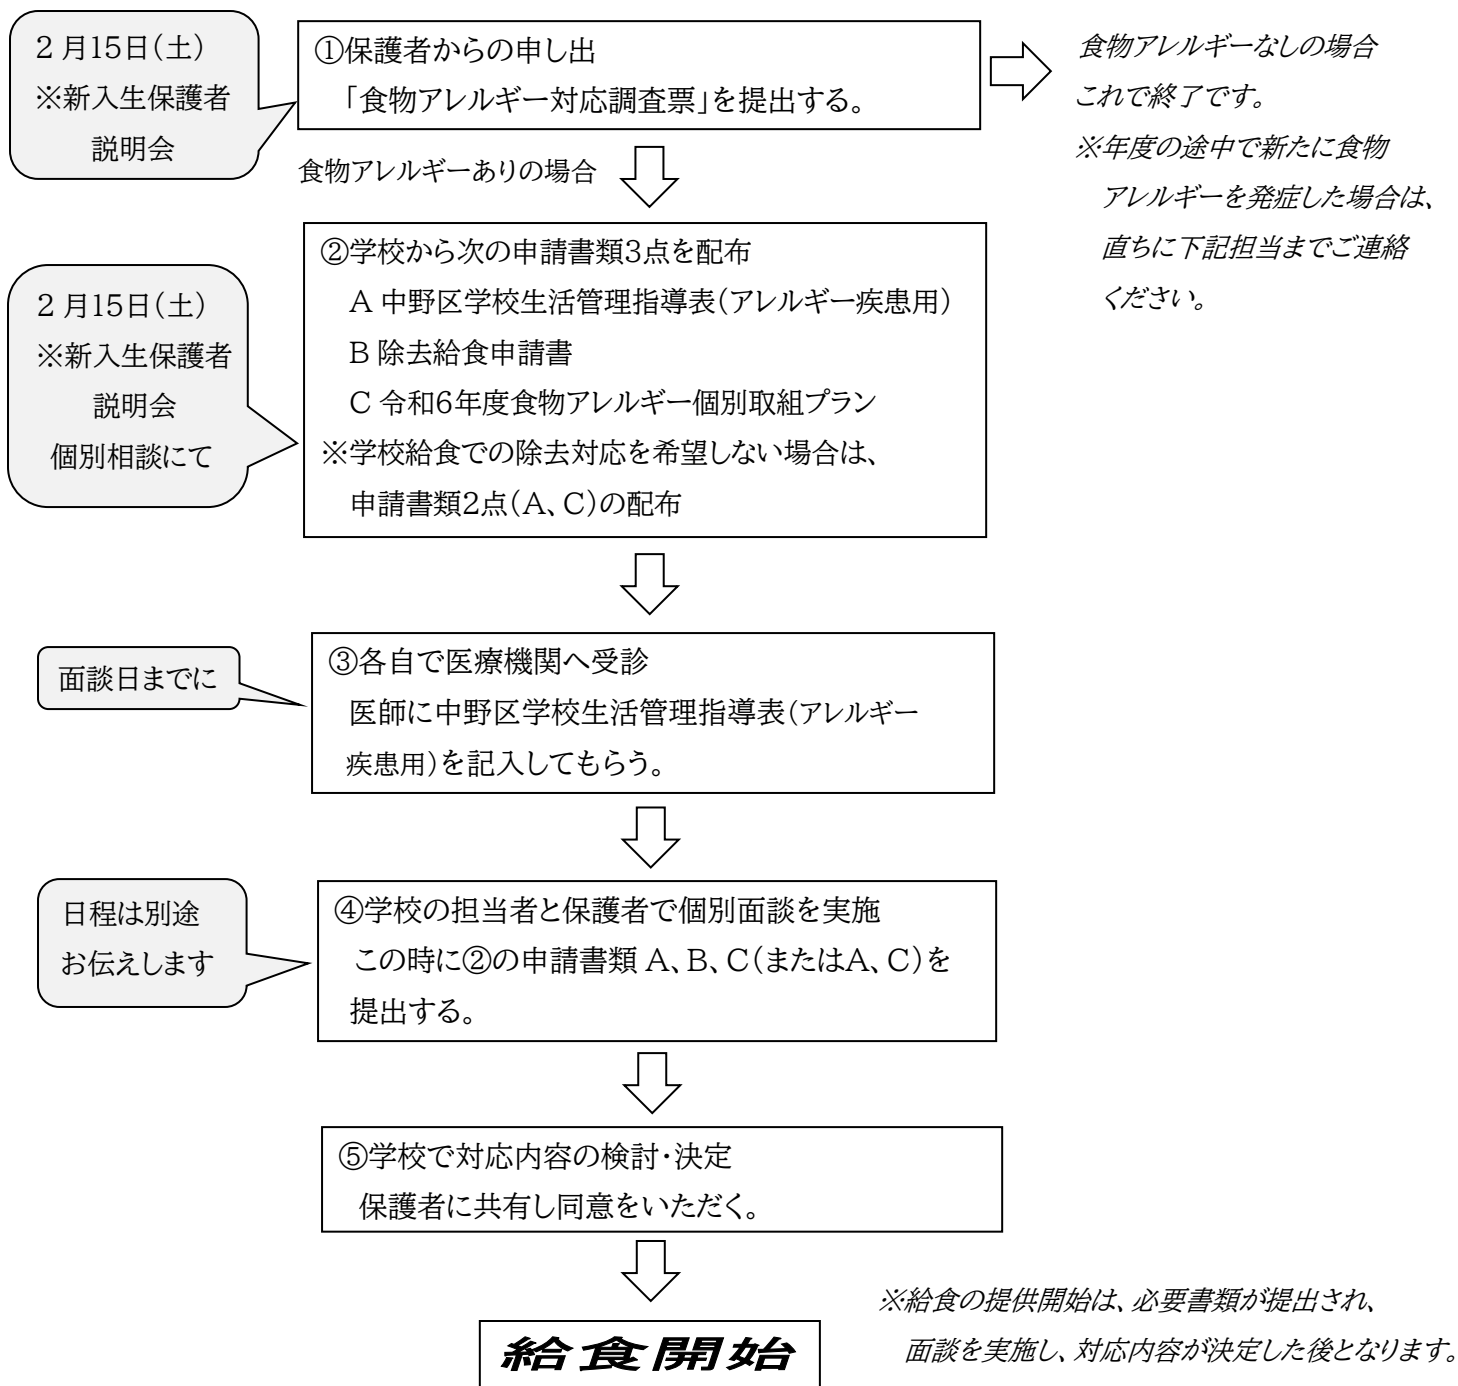 2月15日(土)
※新入生保護者
説明会
①保護者からの申し出
「食物アレルギー対応調査票」を提出する。
食物アレルギーなしの場合
これで終了です。
※年度の途中で新たに食物
アレルギーを発症した場合は、
直ちに下記担当までご連絡
ください。
食物アレルギーありの場合
2月15日(土)
※新入生保護者
説明会
個別相談にて
②学校から次の申請書類3点を配布
A 中野区学校生活管理指導表(アレルギー疾患用)
B 除去給食申請書
C 令和6年度食物アレルギー個別取組プラン
※学校給食での除去対応を希望しない場合は、
申請書類2点(A、C)の配布
面談日までに
③各自で医療機関へ受診
医師に中野区学校生活管理指導表(アレルギー
疾患用)を記入してもらう。
日程は別途
お伝えします
④学校の担当者と保護者で個別面談を実施
この時に②の申請書類 A、B、C(またはA、C)を
提出する。
⑤学校で対応内容の検討・決定
保護者に共有し同意をいただく。
給食開始
※給食の提供開始は、必要書類が提出され、
面談を実施し、対応内容が決定した後となります。